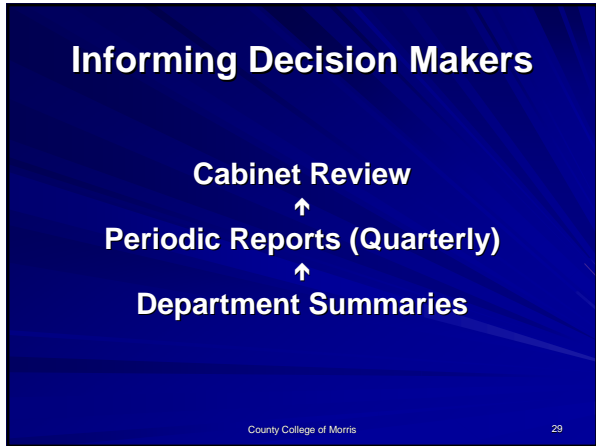 Informing Decision Makers
Cabinet Review
↑
Periodic Reports (Quarterly)
↑
Department Summaries
County College of Morris 29